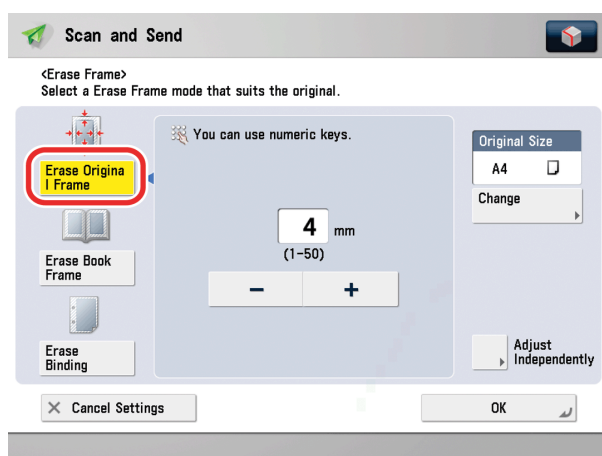 Scan and Send
<Erase Frame>
Select a Erase Frame mode that suits the original.
Erase Origina
l Frame
Erase Book
Frame
Erase
Binding
You can use numeric keys.
4 mm
(1-50)
− +
Original Size
A4
Change
Adjust
Independently
Cancel Settings
OK